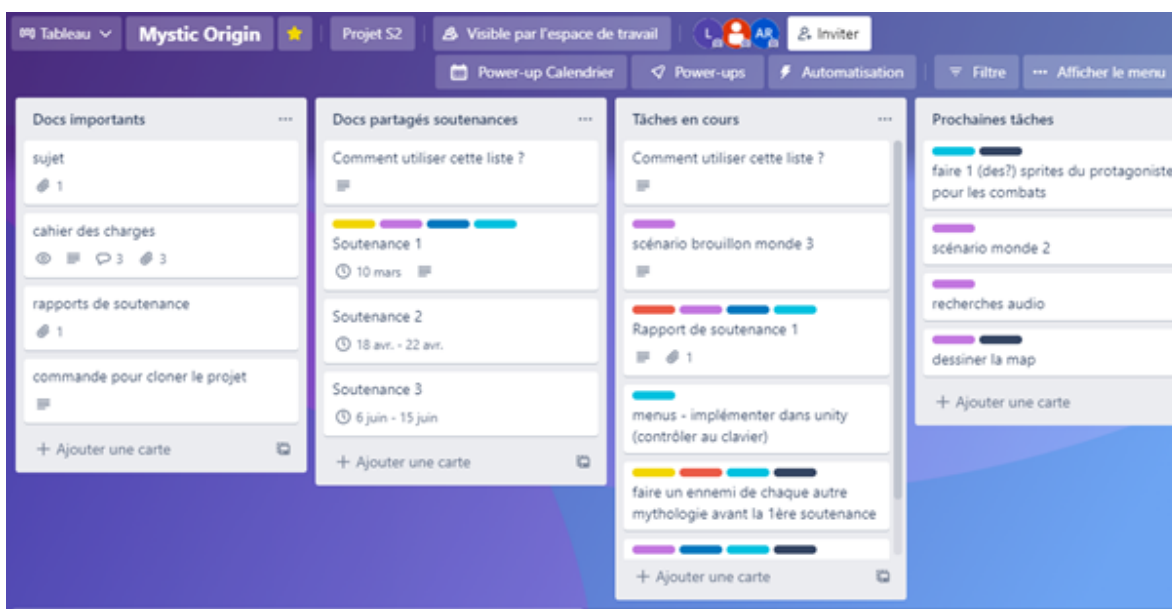 Tableau
Mystic Origin
Projet S2
Visible par l'espace de travail
L
AR
Inviter
Power-up Calendrier
Power-ups
Automatisation
Filtre
Afficher le menu
Docs importants
sujet
1
cahier des charges
3
3
rapports de soutenance
1
commande pour cloner le projet
+ Ajouter une carte
Docs partagés soutenances
Comment utiliser cette liste ?
Soutenance 1
10 mars
Soutenance 2
18 avr. - 22 avr.
Soutenance 3
6 juin - 15 juin
+ Ajouter une carte
Tâches en cours
Comment utiliser cette liste ?
scénario brouillon monde 3
Rapport de soutenance 1
1
menus - implémenter dans unity
(contrôler au clavier)
faire un ennemi de chaque autre
mythologie avant la 1ère soutenance
+ Ajouter une carte
Prochaines tâches
faire 1 (des?) sprites du protagoniste
pour les combats
scénario monde 2
recherches audio
dessiner la map
+ Ajouter une carte